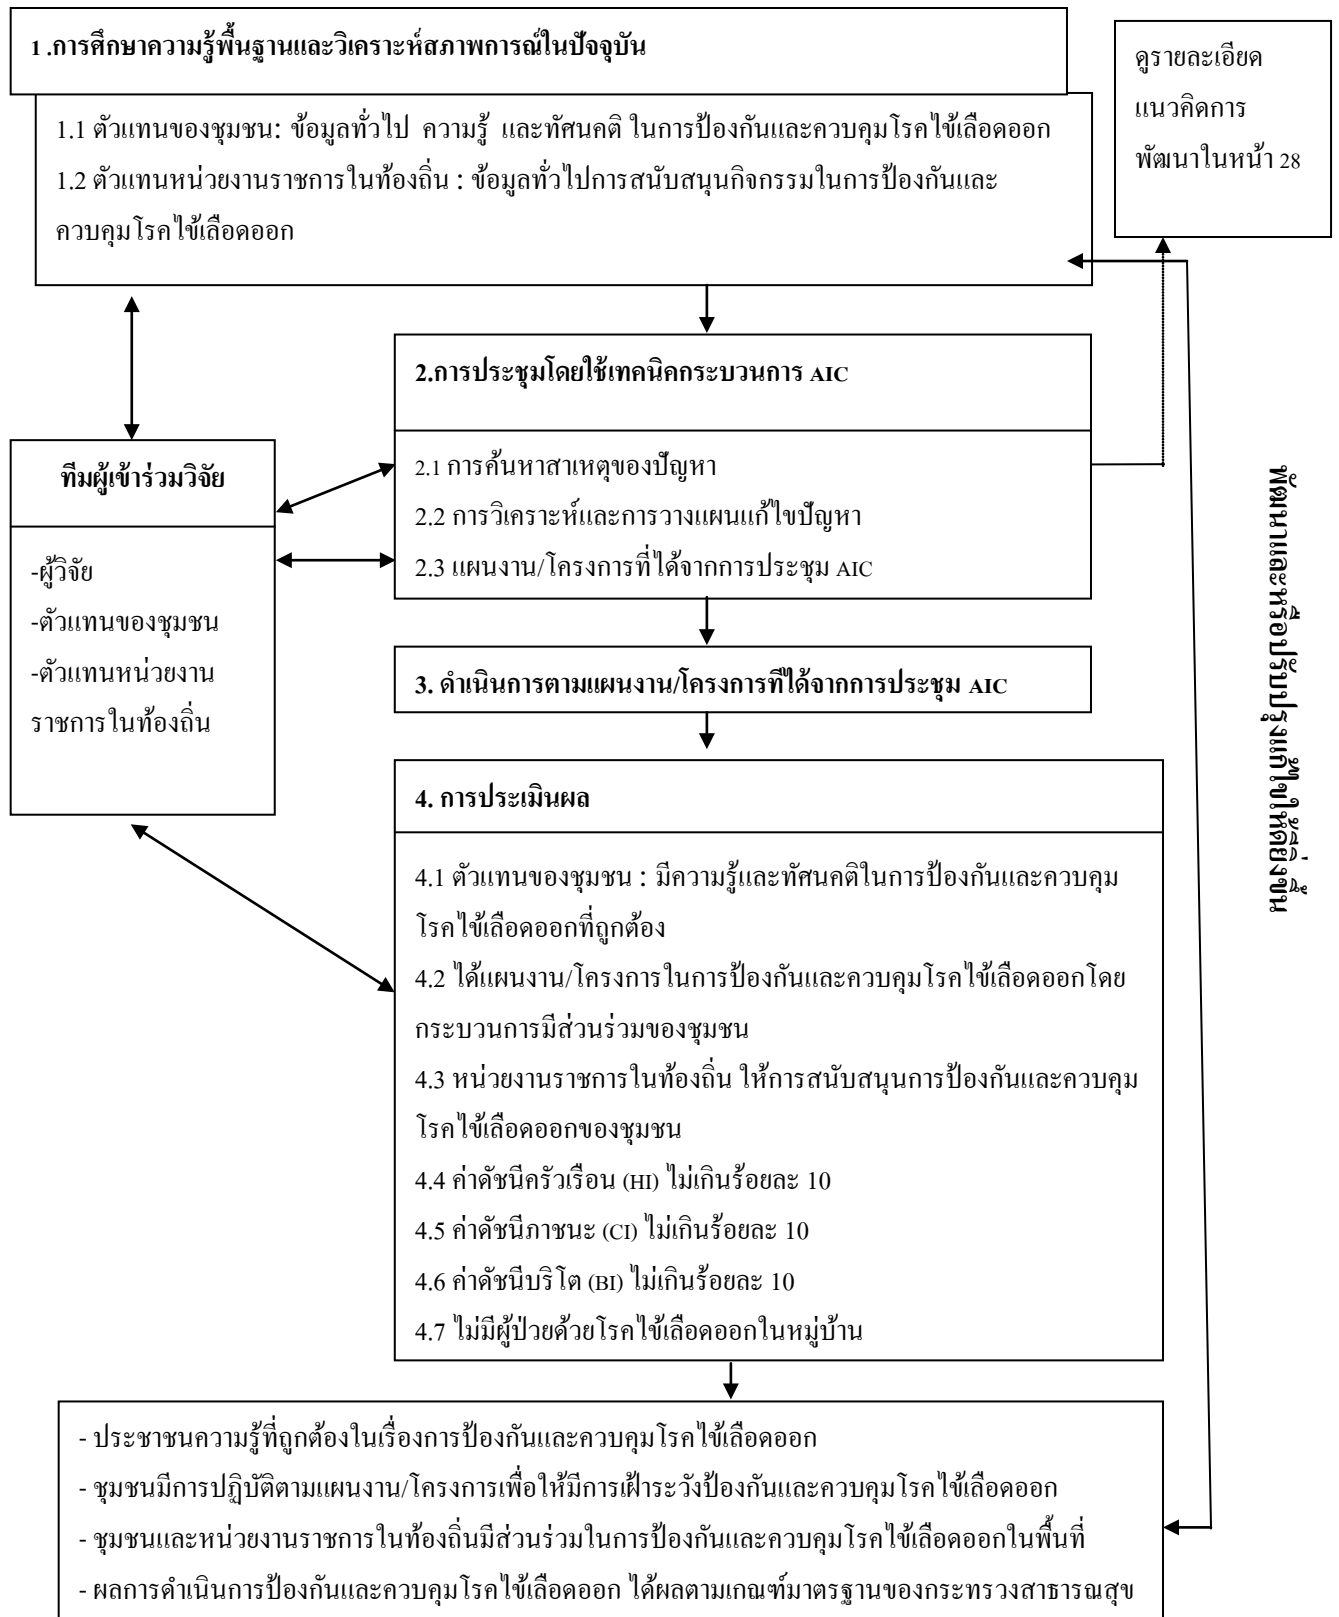 1 .การศึกษาความรู้พื้นฐานและวิเคราะห์สภาพการณ์ในปัจจุบัน
1.1 ตัวแทนของชุมชน: ข้อมูลทั่วไป ความรู้ และทัศนคติ ในการป้องกันและควบคุมโรคไข้เลือดออก
1.2 ตัวแทนหน่วยงานราชการในท้องถิ่น : ข้อมูลทั่วไปการสนับสนุนกิจกรรมในการป้องกันและ
ควบคุมโรคไข้เลือดออก
ดูรายละเอียด
แนวคิดการ
พัฒนาในหน้า 28
2.การประชุมโดยใช้เทคนิคกระบวนการ AIC
2.1 การค้นหาสาเหตุของปัญหา
2.2 การวิเคราะห์และการวางแผนแก้ไขปัญหา
2.3 แผนงาน/โครงการที่ได้จากการประชุม AIC
ทีมผู้เข้าร่วมวิจัย
-ผู้วิจัย
-ตัวแทนของชุมชน
-ตัวแทนหน่วยงาน
ราชการในท้องถิ่น
3. ดำเนินการตามแผนงาน/โครงการที่ได้จากการประชุม AIC
4. การประเมินผล
4.1 ตัวแทนของชุมชน : มีความรู้และทัศนคติในการป้องกันและควบคุม
โรคไข้เลือดออกที่ถูกต้อง
4.2 ได้แผนงาน/โครงการในการป้องกันและควบคุมโรคไข้เลือดออกโดย
กระบวนการมีส่วนร่วมของชุมชน
4.3 หน่วยงานราชการในท้องถิ่น ให้การสนับสนุนการป้องกันและควบคุม
โรคไข้เลือดออกของชุมชน
4.4 ค่าดัชนีครัวเรือน (HI) ไม่เกินร้อยละ 10
4.5 ค่าดัชนีภาชนะ (CI) ไม่เกินร้อยละ 10
4.6 ค่าดัชนีบริโต (BI) ไม่เกินร้อยละ 10
4.7 ไม่มีผู้ป่วยด้วยโรคไข้เลือดออกในหมู่บ้าน
พัฒนาและหรือปรับปรุงแก้ไขให้ดียิ่งขึ้น
- ประชาชนความรู้ที่ถูกต้องในเรื่องการป้องกันและควบคุมโรคไข้เลือดออก
- ชุมชนมีการปฏิบัติตามแผนงาน/โครงการเพื่อให้มีการเฝ้าระวังป้องกันและควบคุมโรคไข้เลือดออก
- ชุมชนและหน่วยงานราชการในท้องถิ่นมีส่วนร่วมในการป้องกันและควบคุมโรคไข้เลือดออกในพื้นที่
- ผลการดำเนินการป้องกันและควบคุมโรคไข้เลือดออก ได้ผลตามเกณฑ์มาตรฐานของกระทรวงสาธารณสุข